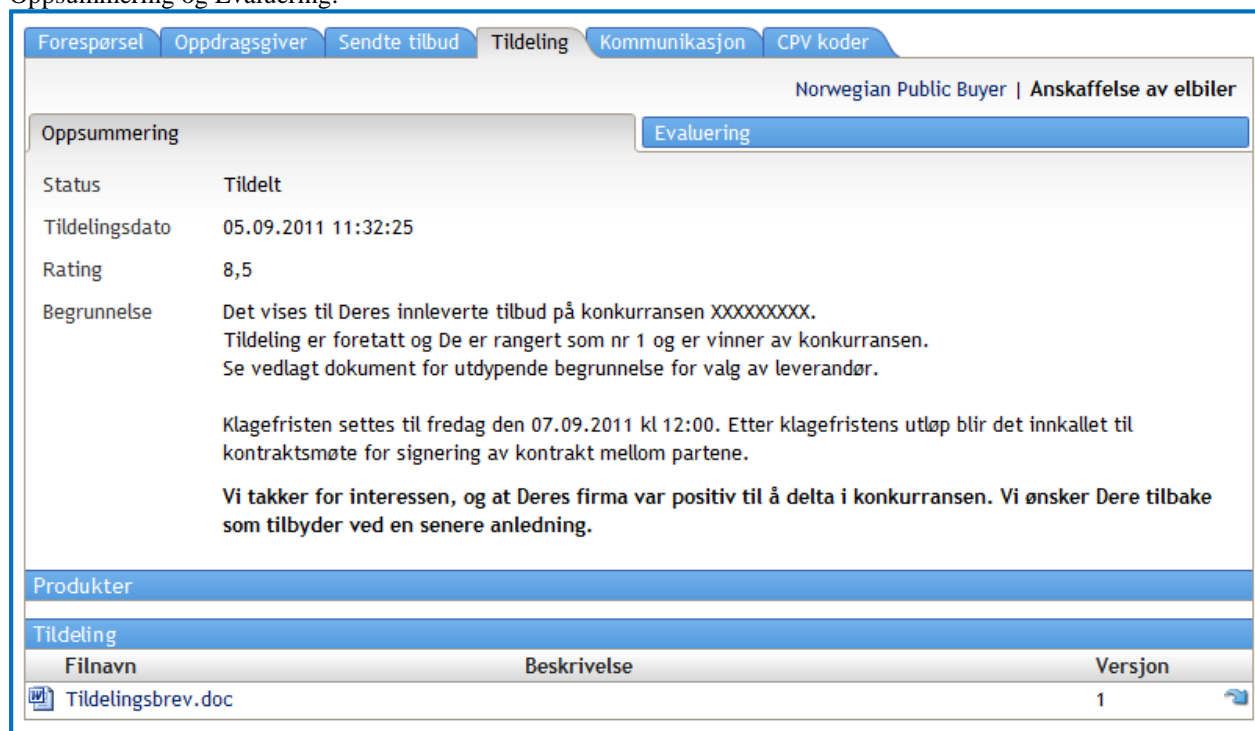 Oppsummering og Evaluering.
Forespørsel Oppdragsgiver Sendte tilbud Tildeling Kommunikasjon CPV koder
Norwegian Public Buyer | Anskaffelse av elbiler
Oppsummering Evaluering
Status Tildelt
Tildelingsdato 05.09.2011 11:32:25
Rating 8,5
Begrunnelse Det vises til Deres innleverte tilbud på konkurransen XXXXXXXXX.
Tildeling er foretatt og De er rangert som nr 1 og er vinner av konkurransen.
Se vedlagt dokument for utdypende begrunnelse for valg av leverandør.
Klagefristen settes til fredag den 07.09.2011 kl 12:00. Etter klagefristens utløp blir det innkallet til
kontraktsmøte for signering av kontrakt mellom partene.
Vi takker for interessen, og at Deres firma var positiv til å delta i konkurransen. Vi ønsker Dere tilbake
som tilbyder ved en senere anledning.
Produkter
Tildeling
Filnavn Beskrivelse Versjon
Tildelingsbrev.doc 1